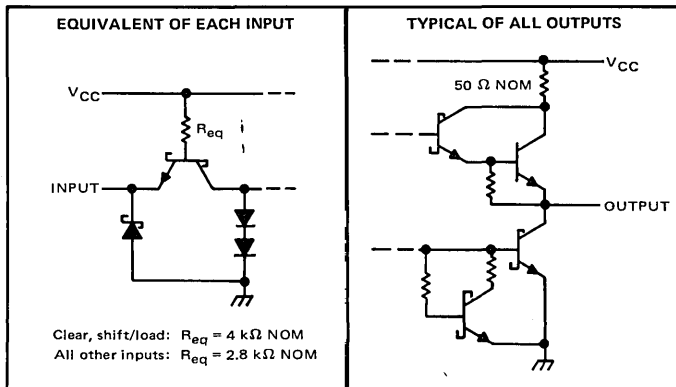 EQUIVALENT OF EACH INPUT
VCC
Req
INPUT
Clear, shift/load: Req = 4 kΩ NOM
All other inputs: Req = 2.8 kΩ NOM
TYPICAL OF ALL OUTPUTS
VCC
50 Ω NOM
OUTPUT